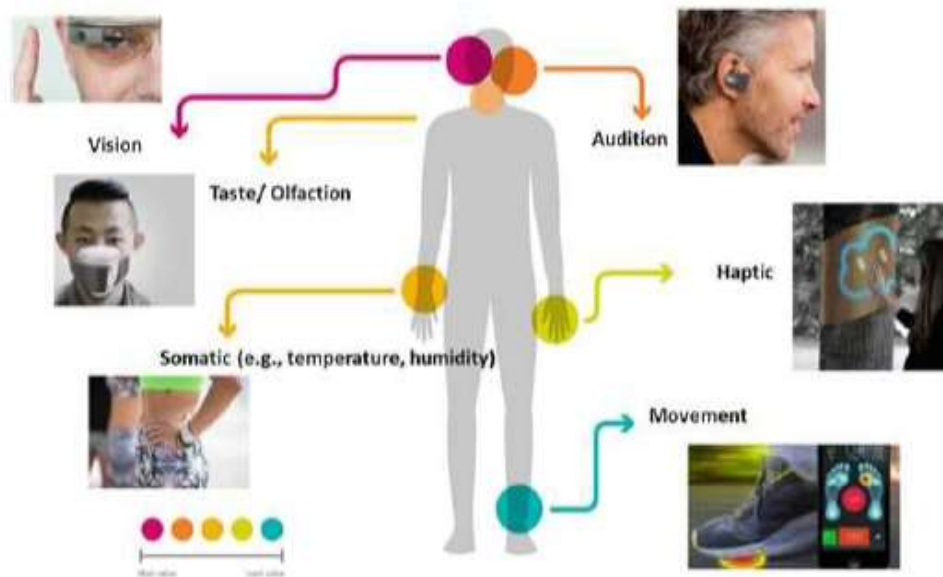 Vision
Audition
Taste/ Olfaction
Haptic
Somatic (e.g., temperature, humidity)
Movement